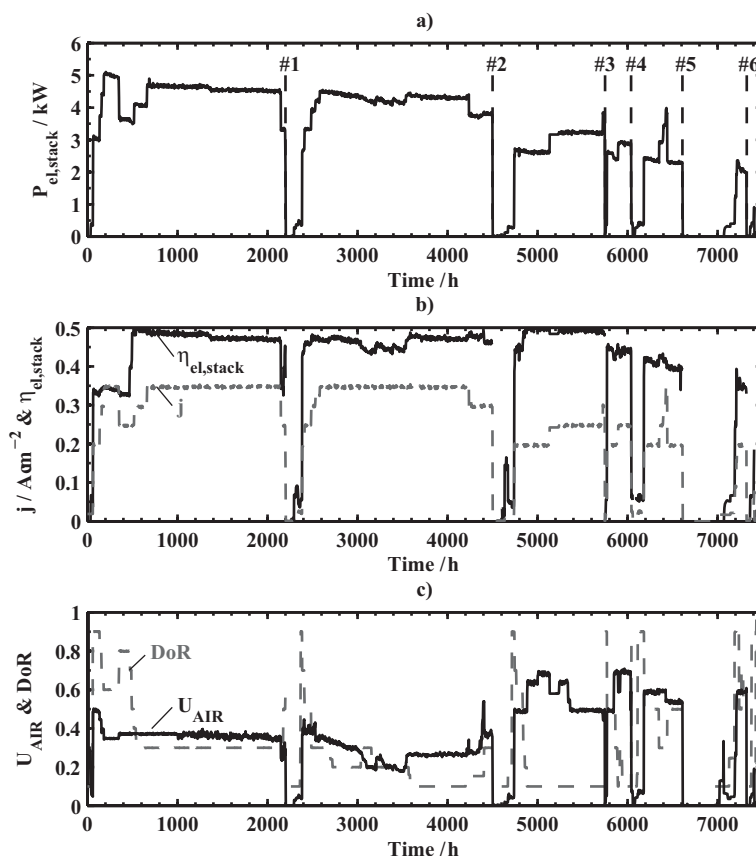 a)
6
5
4
3
2
1
0
P_el,stack / kW
#1 #2 #3 #4 #5 #6
0 1000 2000 3000 4000 5000 6000 7000
Time /h
b)
0.5
0.4
0.3
0.2
0.1
0
j / Acm⁻² & η_el,stack
η_el,stack
j
0 1000 2000 3000 4000 5000 6000 7000
Time /h
c)
1
0.8
0.6
0.4
0.2
0
U_AIR & DoR
DoR
U_AIR
0 1000 2000 3000 4000 5000 6000 7000
Time /h